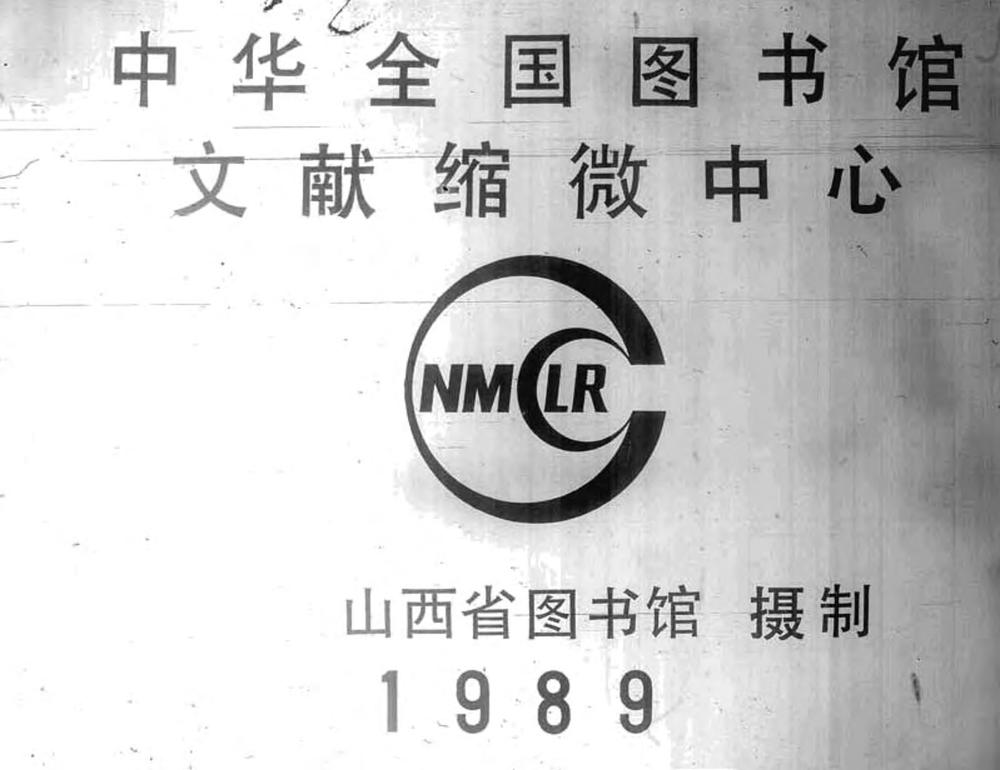 中华全国图书馆
文献缩微中心
NMCLR
山西省图书馆 摄制
1989